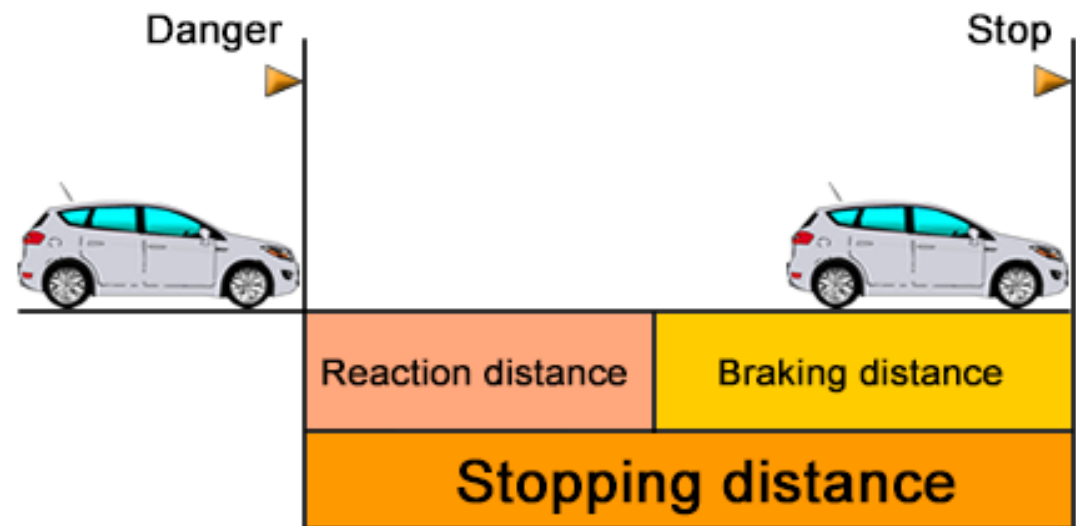 Danger
Stop
Reaction distance
Braking distance
Stopping distance